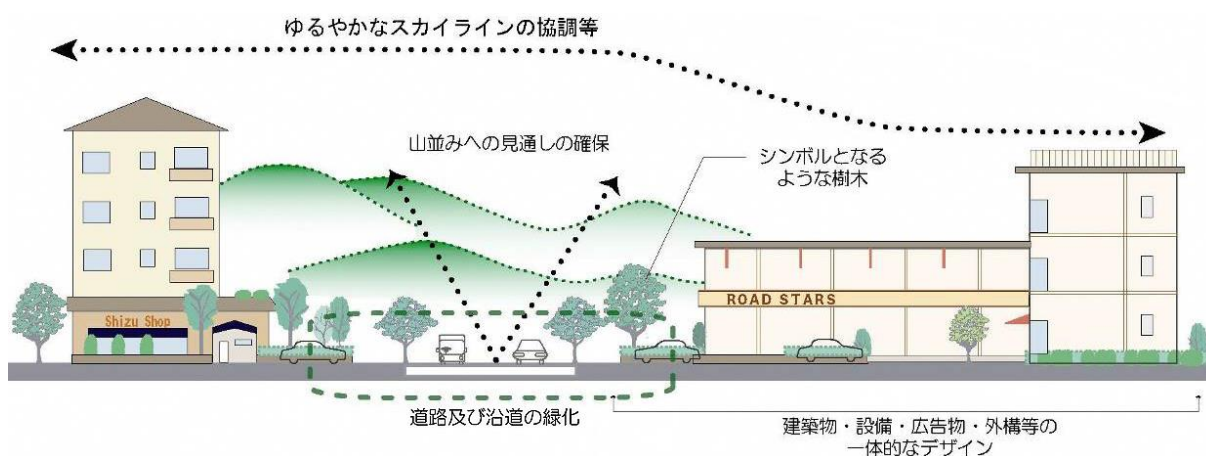 ゆるやかなスカイラインの協調等
山並みへの見通しの確保
シンボルとなる
ような樹木
ROAD STARS
Shizu Shop
道路及び沿道の緑化
建築物・設備・広告物・外構等の
一体的なデザイン